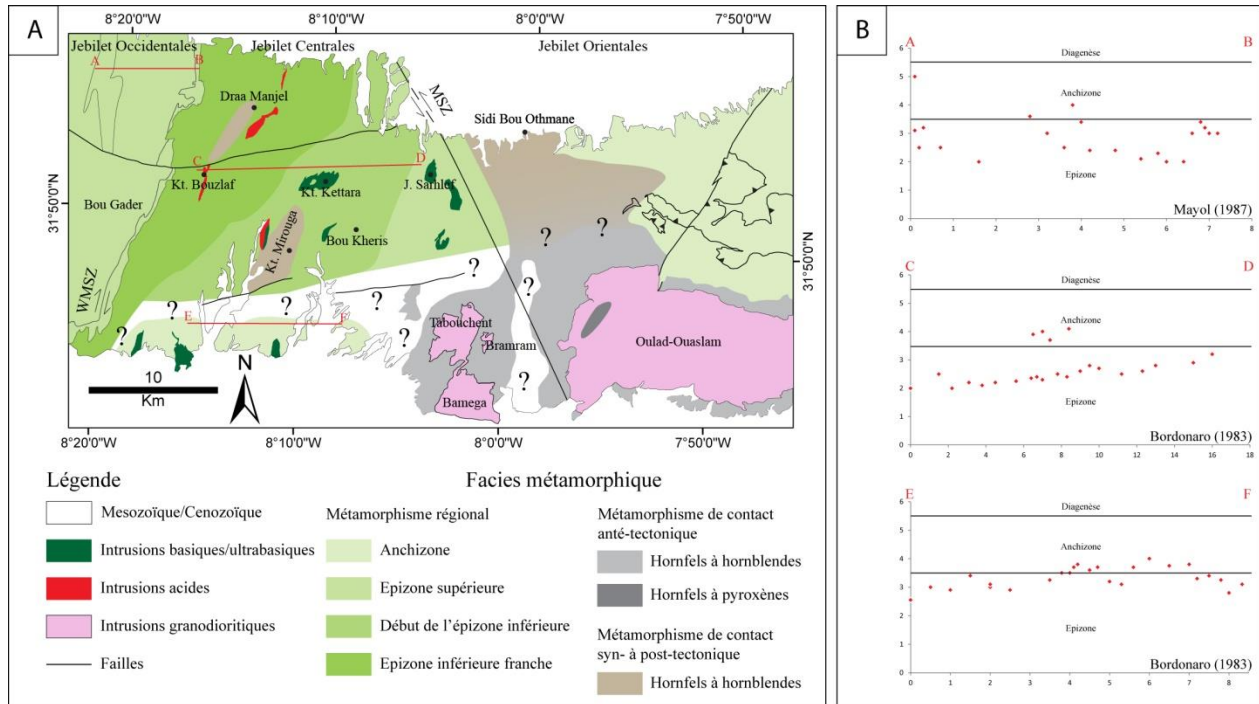 A
8°20'0"W 8°10'0"W 8°0'0"W 7°50'0"W
Jebilet Occidentales Jebilet Centrales Jebilet Orientales
A B
Draa Manjel
MSZ
Sidi Bou Othmane
C D
Kt. Bouzlaf
Kt. Kettara
J. Sarhlef
31°50'0"N
Bou Gader
Bou Kheris
Kt. Mirouga
? ?
31°50'0"N
WMSZ
? ? ? ?
E F
?
Tabouchent
Bramram
Oulad-Ouaslam
?
N
10
Km
Bamega
8°20'0"W 8°10'0"W 8°0'0"W 7°50'0"W
Légende
Mesozoïque/Cenozoïque
Intrusions basiques/ultrabasiques
Intrusions acides
Intrusions granodioritiques
Failles
Facies métamorphique
Métamorphisme régional
Anchizone
Epizone supérieure
Début de l'épizone inférieure
Epizone inférieure franche
Métamorphisme de contact
anté-tectonique
Hornfels à hornblendes
Hornfels à pyroxènes
Métamorphisme de contact
syn- à post-tectonique
Hornfels à hornblendes
B
A B
6
5
4
3
2
1
0
Diagenèse
Anchizone
Epizone
0 1 2 3 4 5 6 7 8
Mayol (1987)
C D
6
5
4
3
2
1
0
Diagenèse
Anchizone
Epizone
Bordonaro (1983)
0 2 4 6 8 10 12 14 16 18
E F
6
5
4
3
2
1
0
Diagenèse
Anchizone
Epizone
0 1 2 3 4 5 6 7 8
Bordonaro (1983)